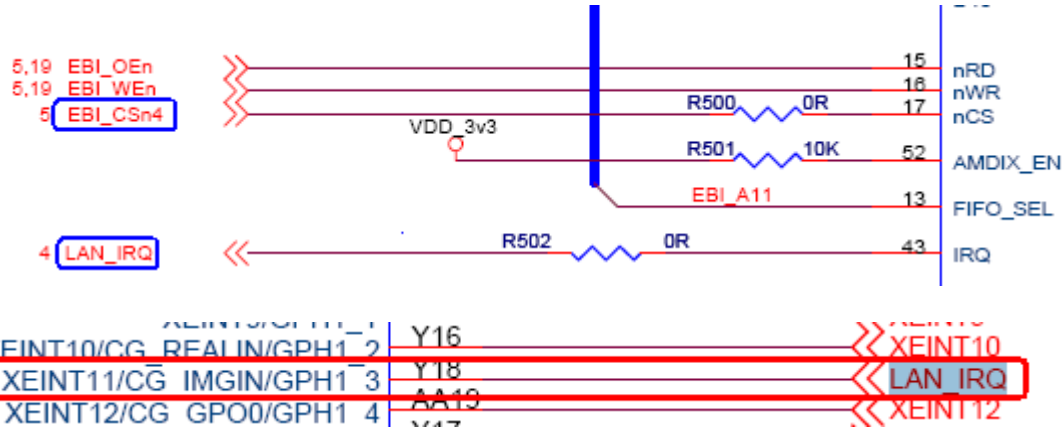 5,19 EBI_OEn 15 nRD
5,19 EBI_WEn 16 nWR
5 EBI_CSn4 R500 0R 17 nCS
VDD_3v3
R501 10K 52 AMDIX_EN
EBI_A11 13 FIFO_SEL
4 LAN_IRQ R502 0R 43 IRQ
EINT10/CG_REALIN/GPH1_2 Y16 XEINT10
XEINT11/CG_IMGIN/GPH1_3 Y18 LAN_IRQ
XEINT12/CG_GPO0/GPH1_4 AA19 XEINT12
Y17